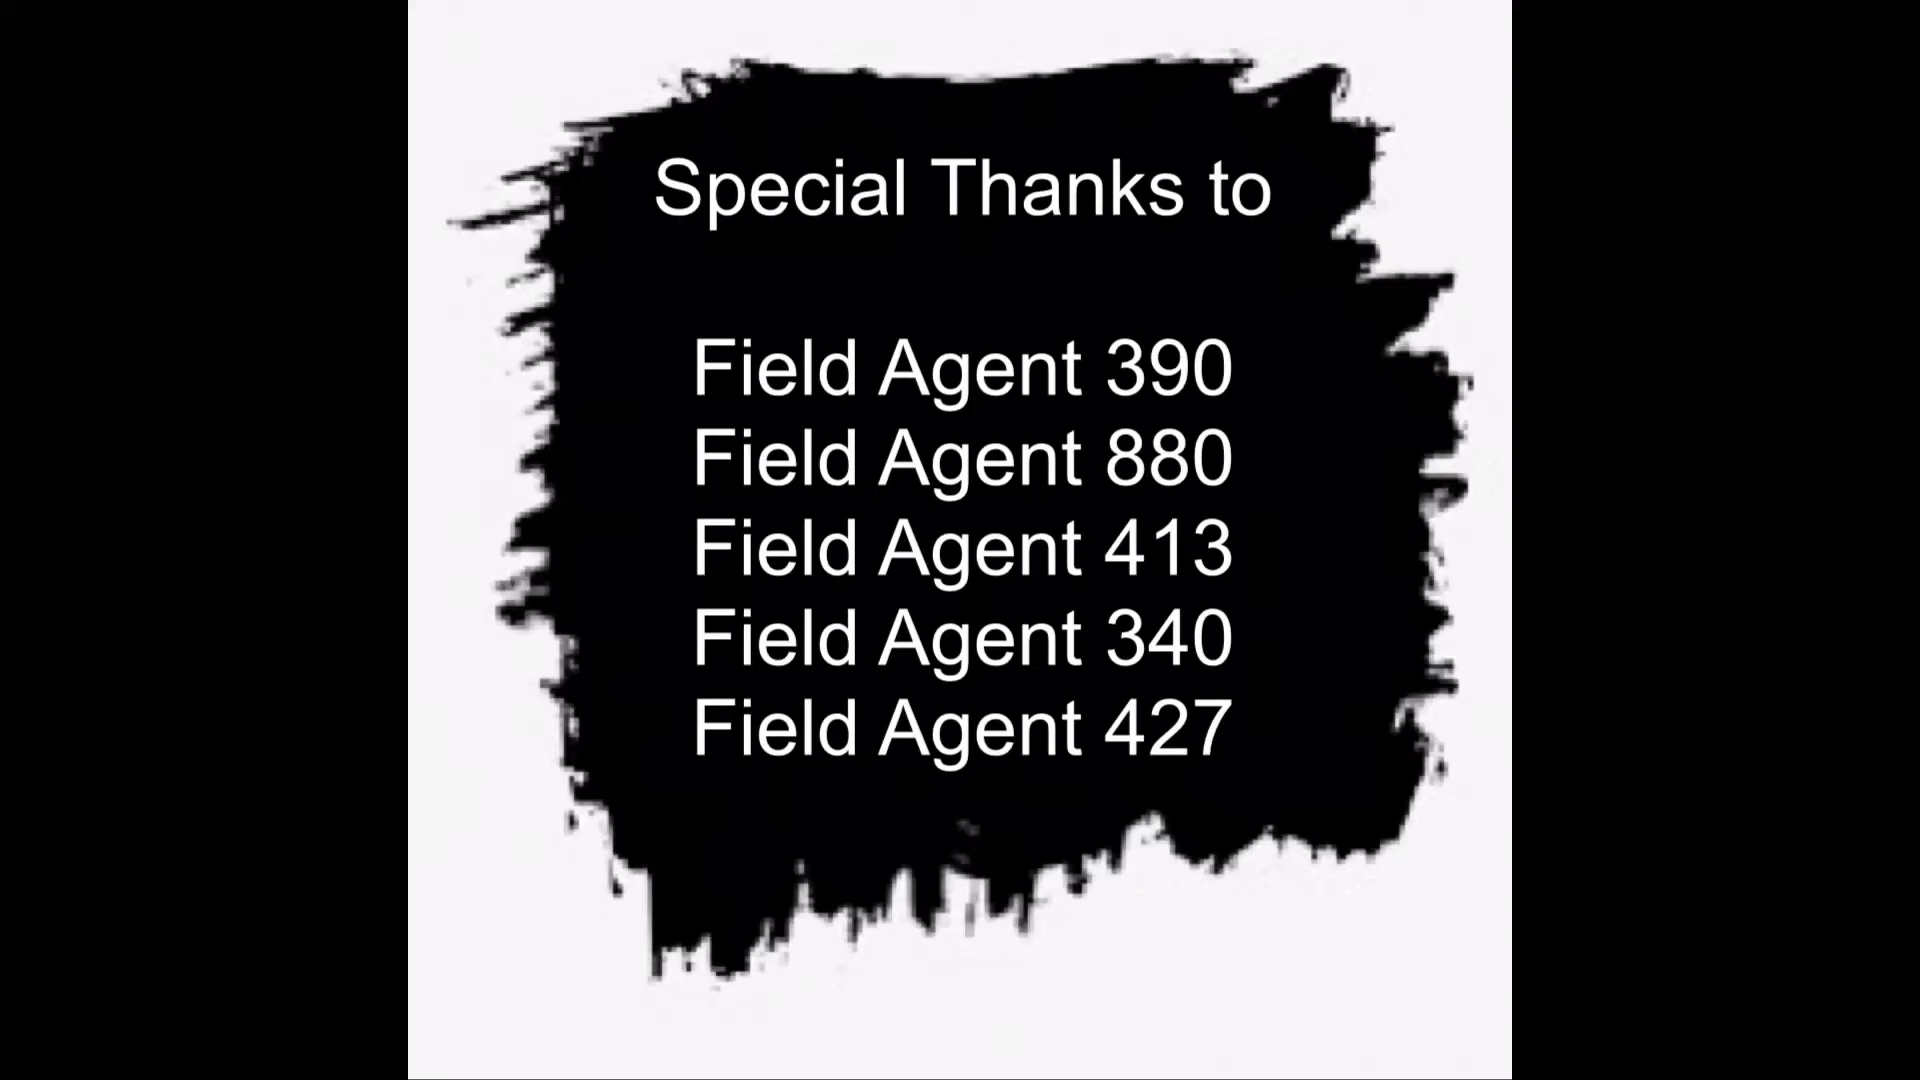 Special Thanks to
Field Agent 390
Field Agent 880
Field Agent 413
Field Agent 340
Field Agent 427